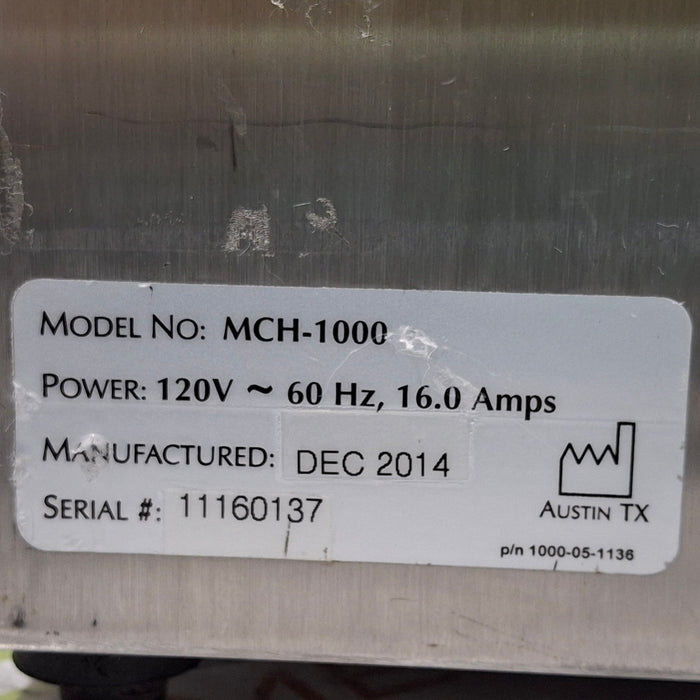 MODEL NO: MCH-1000
POWER: 120V ~ 60 Hz, 16.0 Amps
MANUFACTURED: DEC 2014
SERIAL #: 11160137
AUSTIN TX
p/n 1000-05-1136